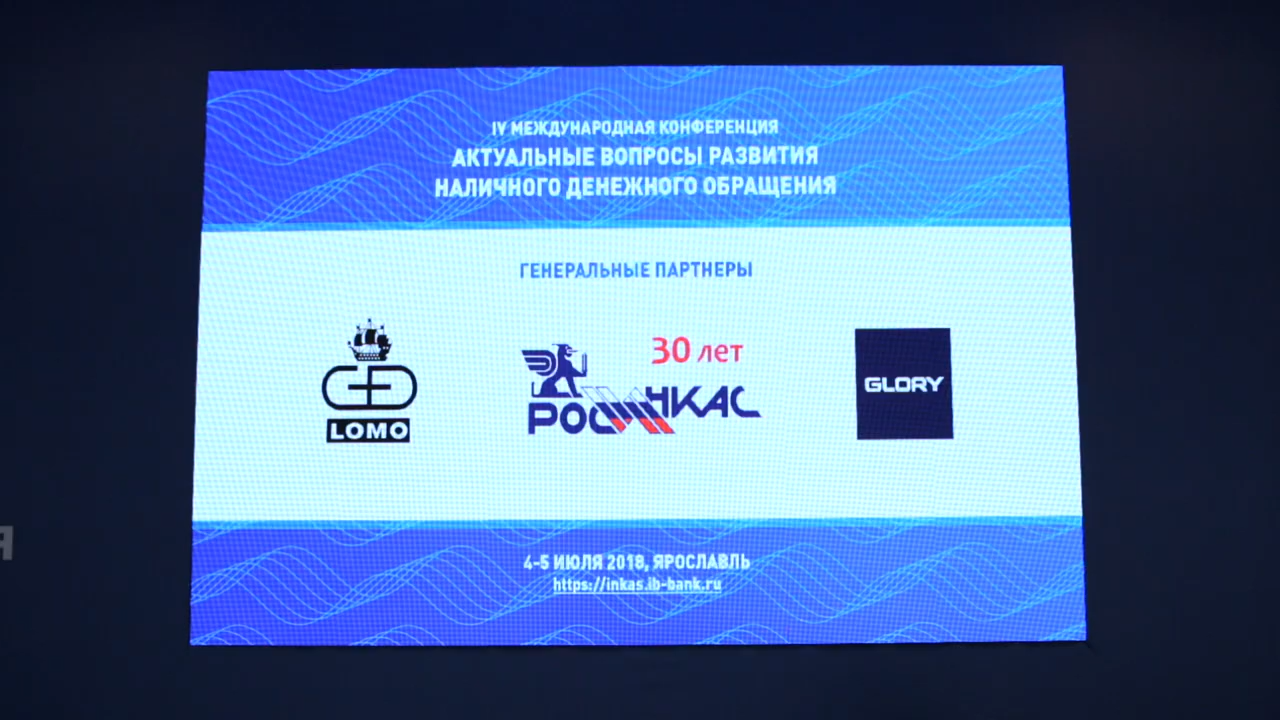 IV МЕЖДУНАРОДНАЯ КОНФЕРЕНЦИЯ
АКТУАЛЬНЫЕ ВОПРОСЫ РАЗВИТИЯ
НАЛИЧНОГО ДЕНЕЖНОГО ОБРАЩЕНИЯ
ГЕНЕРАЛЬНЫЕ ПАРТНЕРЫ
GD
LOMO
30 лет
РОСИНКАС
GLORY
4-5 ИЮЛЯ 2018, ЯРОСЛАВЛЬ
https://inkas.ib-bank.ru
Я